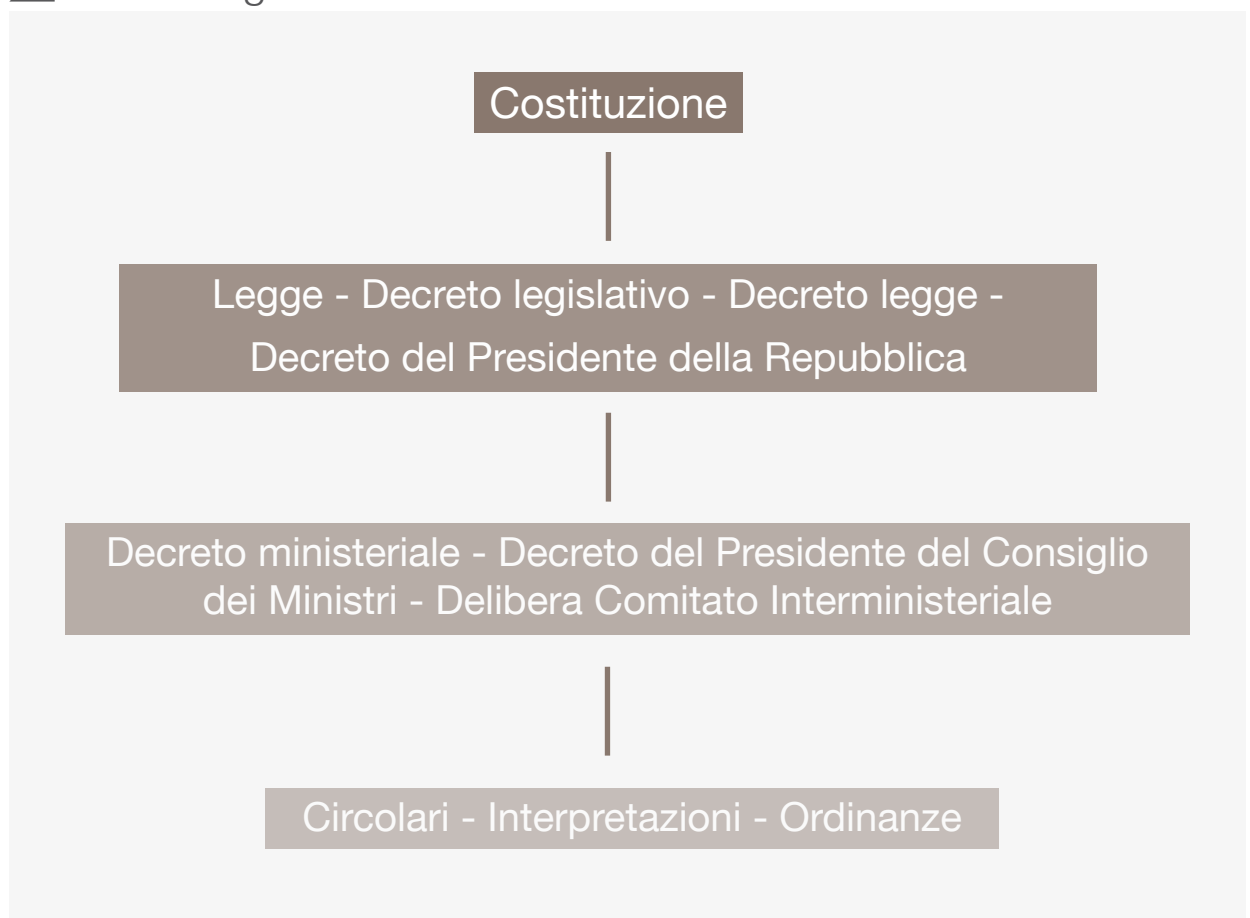 Costituzione
Legge - Decreto legislativo - Decreto legge -
Decreto del Presidente della Repubblica
Decreto ministeriale - Decreto del Presidente del Consiglio
dei Ministri - Delibera Comitato Interministeriale
Circolari - Interpretazioni - Ordinanze